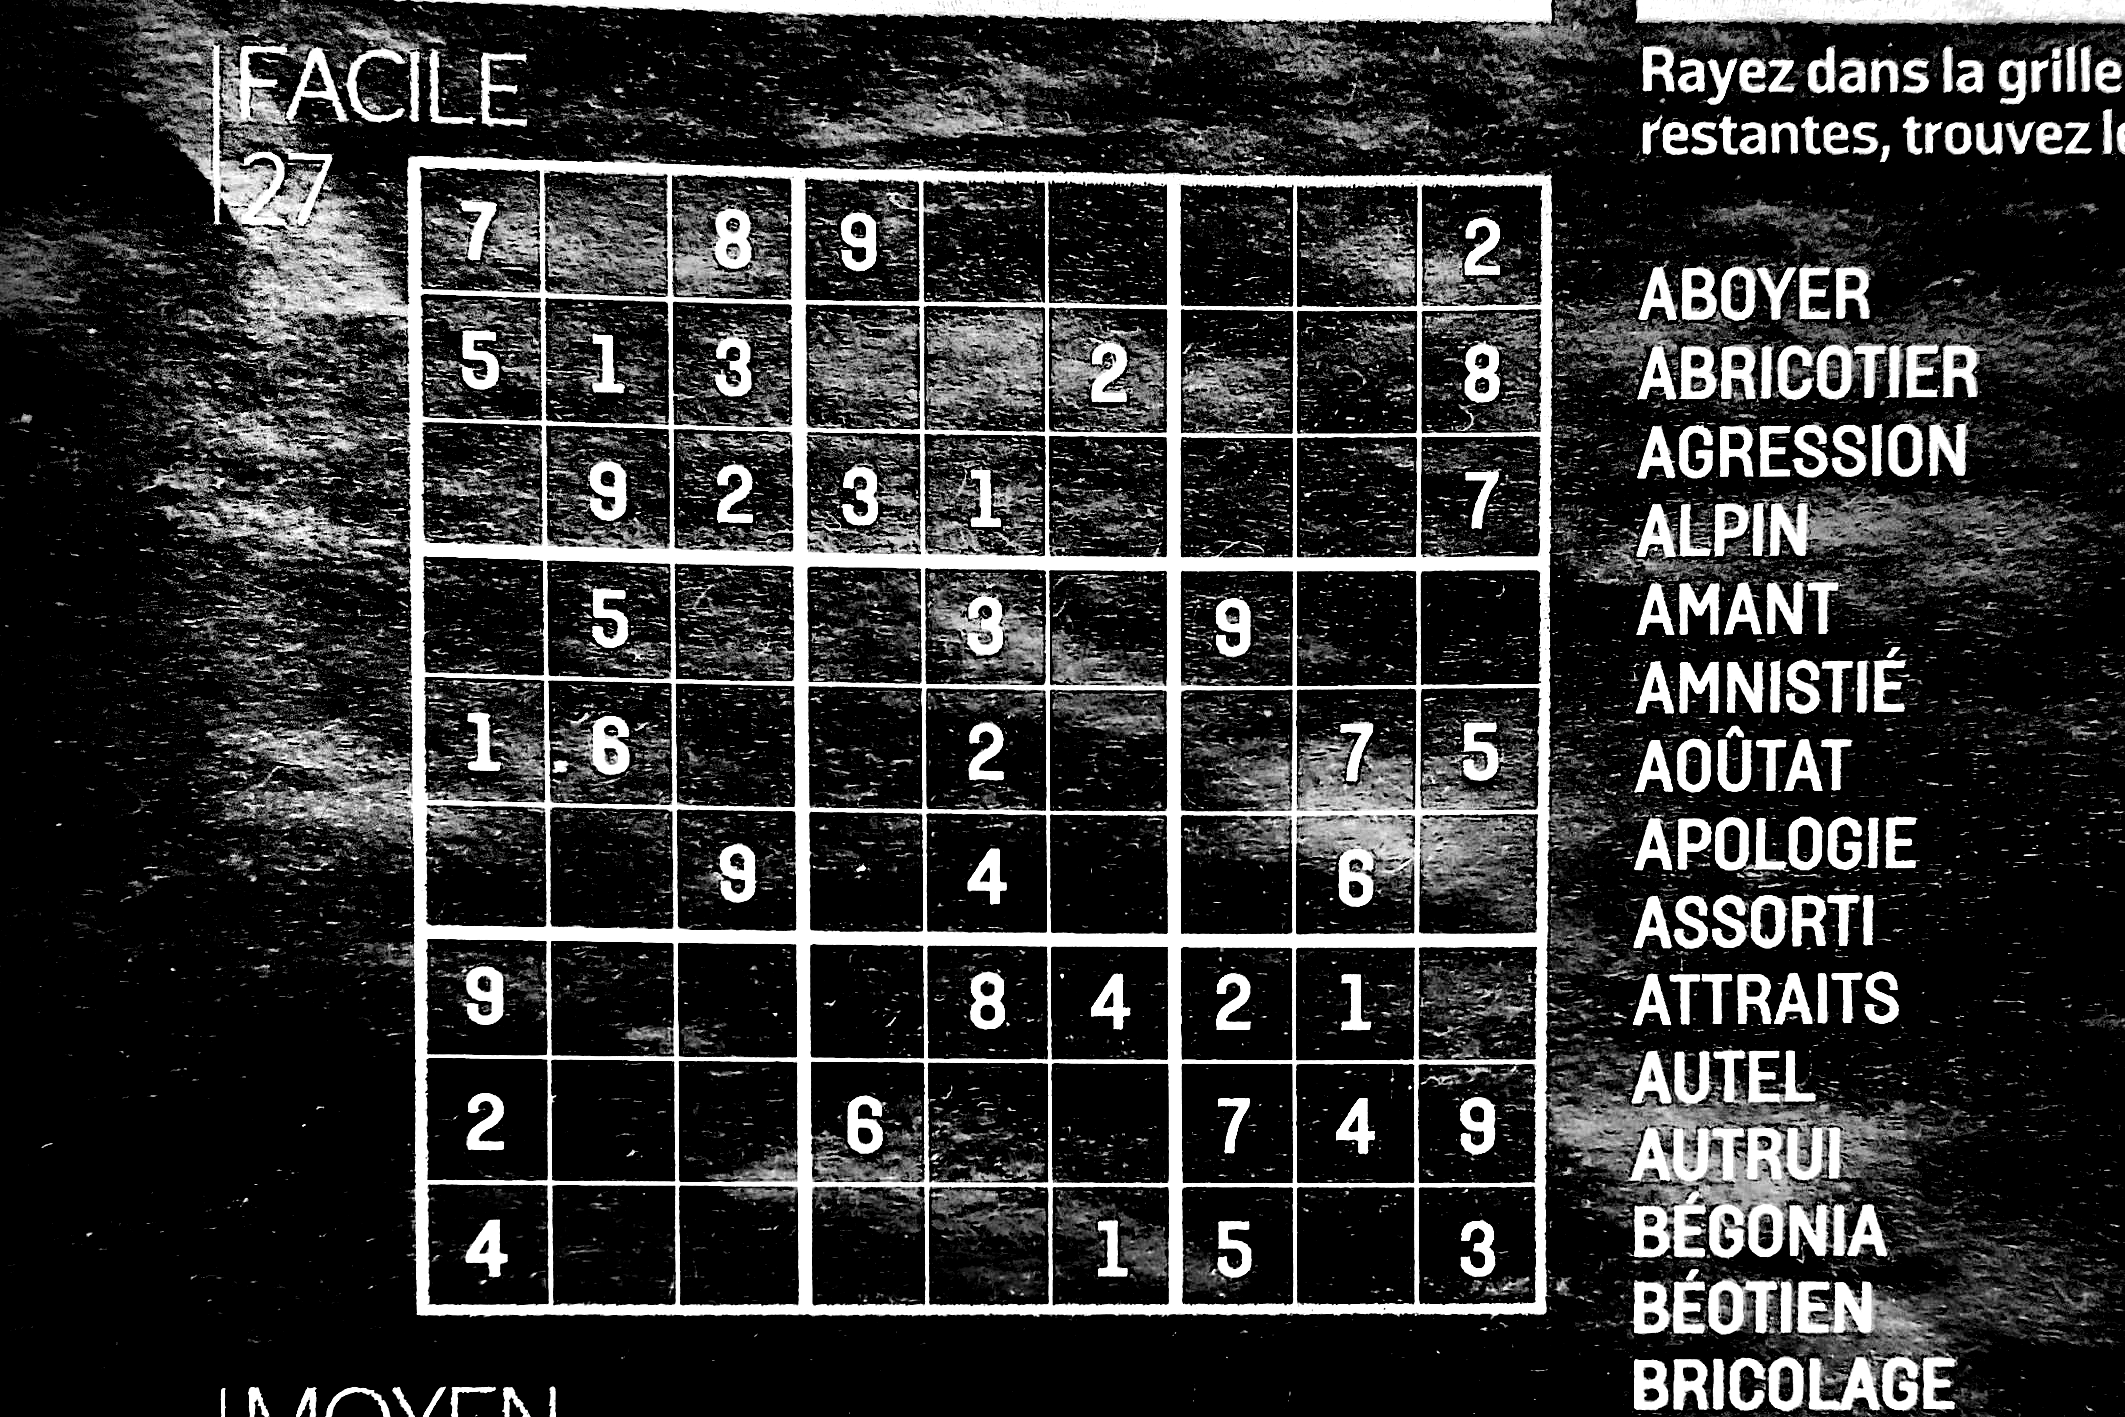 FACILE
27
7 8 9 2
5 1 3 2 8
9 2 3 1 7
5 3 9
1 6 2 7 5
9 4 6
9 8 4 2 1
2 6 7 4 9
4 1 5 3
MOYEN
Rayez dans la grille
restantes, trouvez
ABOYER
ABRICOTIER
AGRESSION
ALPIN
AMANT
AMNISTIÉ
AOÛTAT
APOLOGIE
ASSORTI
ATTRAITS
AUTEL
AUTRUI
BÉGONIA
BÉOTIEN
BRICOLAGE